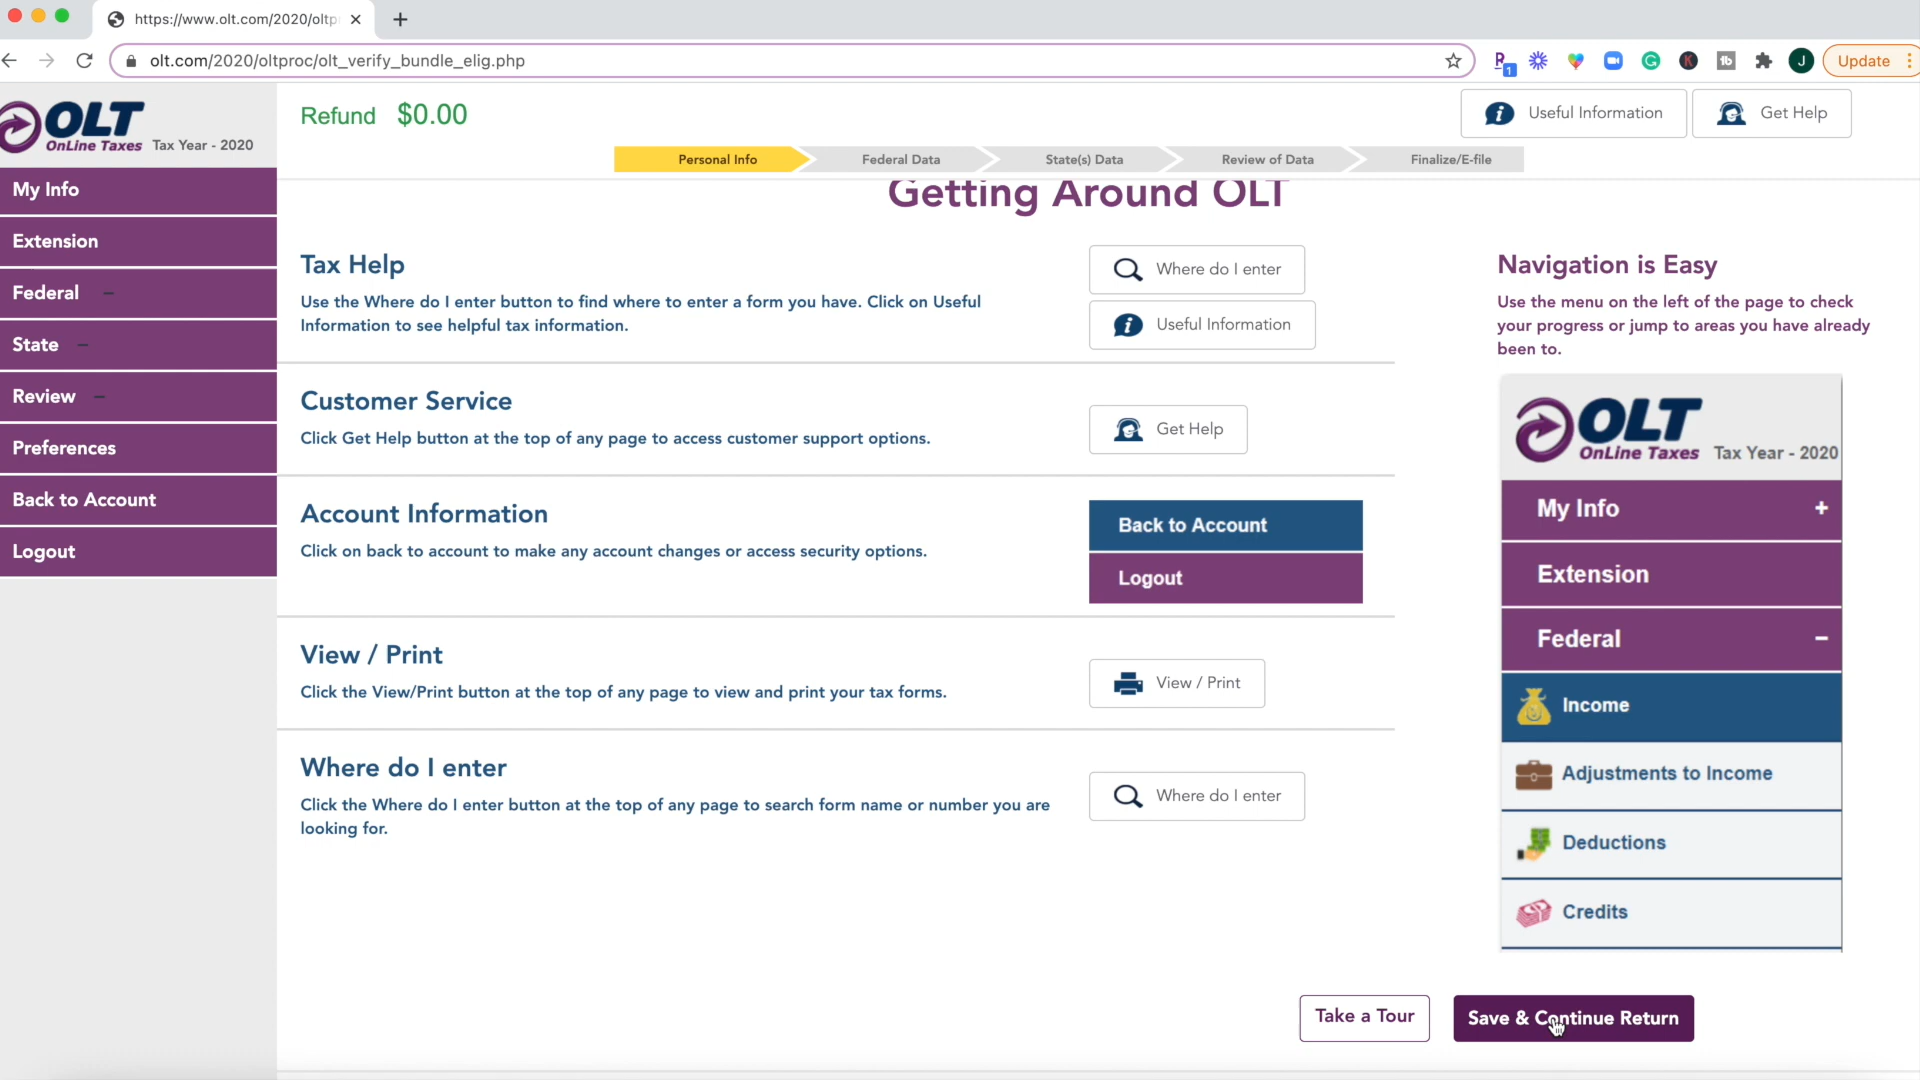 https://www.olt.com/2020/oltp
olt.com/2020/oltproc/olt_verify_bundle_elig.php
1
J
Update
OLT
OnLine Taxes Tax Year - 2020
Refund $0.00
Useful Information
Get Help
Personal Info
Federal Data
State(s) Data
Review of Data
Finalize/E-file
My Info
Extension
Federal –
State –
Review –
Preferences
Back to Account
Logout
Getting Around OLT
Tax Help
Use the Where do I enter button to find where to enter a form you have. Click on Useful
Information to see helpful tax information.
Where do I enter
Useful Information
Customer Service
Click Get Help button at the top of any page to access customer support options.
Get Help
Account Information
Click on back to account to make any account changes or access security options.
Back to Account
Logout
View / Print
Click the View/Print button at the top of any page to view and print your tax forms.
View / Print
Where do I enter
Click the Where do I enter button at the top of any page to search form name or number you are
looking for.
Where do I enter
Navigation is Easy
Use the menu on the left of the page to check
your progress or jump to areas you have already
been to.
OLT
OnLine Taxes Tax Year - 2020
My Info +
Extension
Federal –
Income
Adjustments to Income
Deductions
Credits
Take a Tour
Save & Continue Return